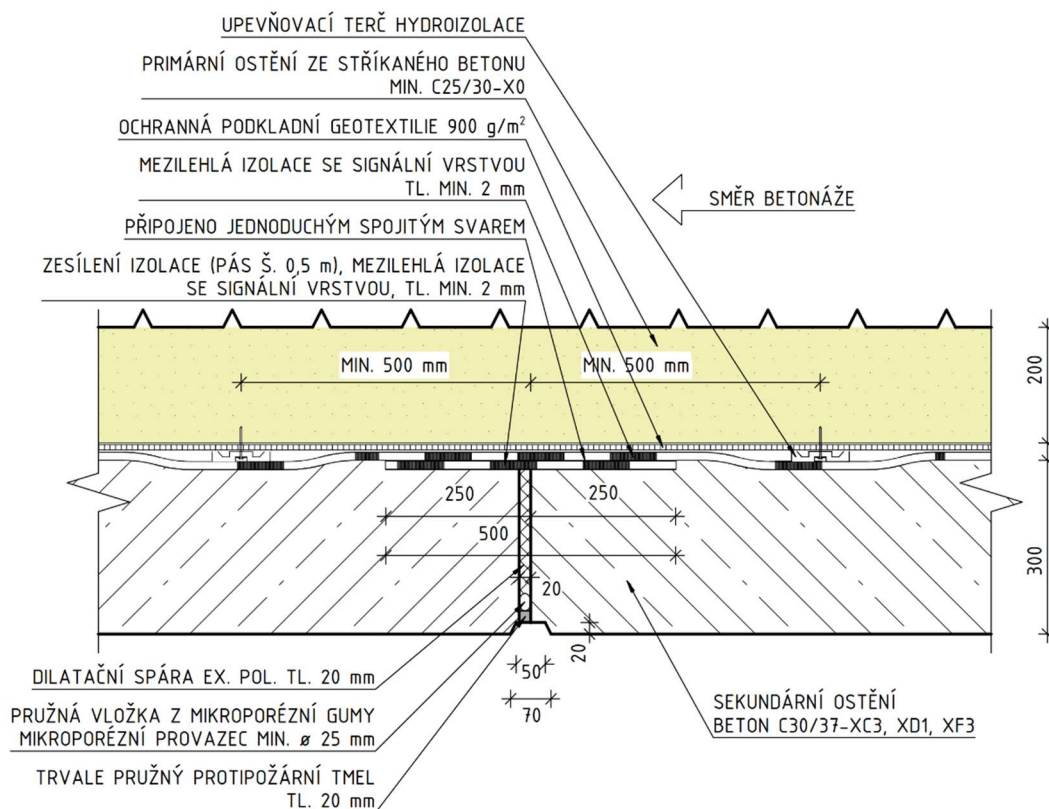 UPEVŇOVACÍ TERČ HYDROIZOLACE
PRIMÁRNÍ OSTĚNÍ ZE STŘÍKANÉHO BETONU
MIN. C25/30-X0
OCHRANNÁ PODKLADNÍ GEOTEXTILIE 900 g/m²
MEZILEHLÁ IZOLACE SE SIGNÁLNÍ VRSTVOU
TL. MIN. 2 mm
SMĚR BETONÁŽE
PŘIPOJENO JEDNODUCHÝM SPOJITÝM SVAREM
ZESÍLENÍ IZOLACE (PÁS Š. 0,5 m), MEZILEHLÁ IZOLACE
SE SIGNÁLNÍ VRSTVOU, TL. MIN. 2 mm
MIN. 500 mm
MIN. 500 mm
200
250
250
500
20
300
20
50
70
DILATAČNÍ SPÁRA EX. POL. TL. 20 mm
PRUŽNÁ VLOŽKA Z MIKROPORÉZNÍ GUMY
MIKROPORÉZNÍ PROVAZEC MIN. ø 25 mm
TRVALE PRUŽNÝ PROTIPOŽÁRNÍ TMEL
TL. 20 mm
SEKUNDÁRNÍ OSTĚNÍ
BETON C30/37-XC3, XD1, XF3